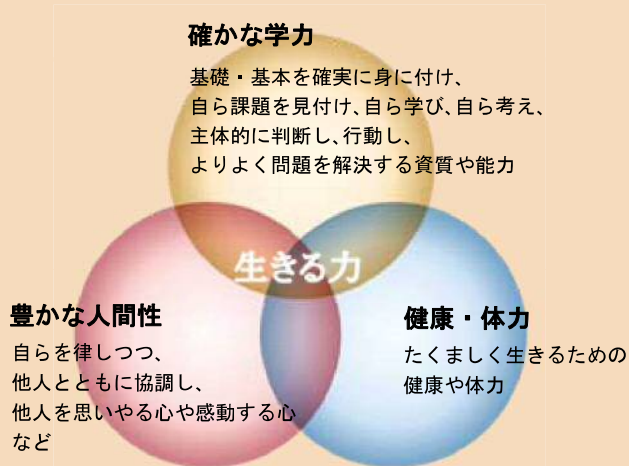 確かな学力
基礎・基本を確実に身に付け、
自ら課題を見付け、自ら学び、自ら考え、
主体的に判断し、行動し、
よりよく問題を解決する資質や能力
生きる力
豊かな人間性
自らを律しつつ、
他人とともに協調し、
他人を思いやる心や感動する心
など
健康・体力
たくましく生きるための
健康や体力